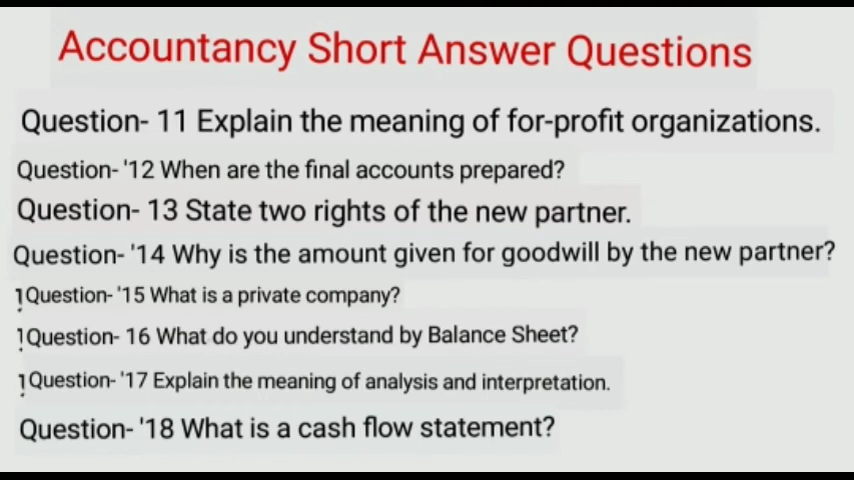 Accountancy Short Answer Questions
Question- 11 Explain the meaning of for-profit organizations.
Question- '12 When are the final accounts prepared?
Question- 13 State two rights of the new partner.
Question- '14 Why is the amount given for goodwill by the new partner?
Question- '15 What is a private company?
Question- 16 What do you understand by Balance Sheet?
Question- '17 Explain the meaning of analysis and interpretation.
Question- '18 What is a cash flow statement?